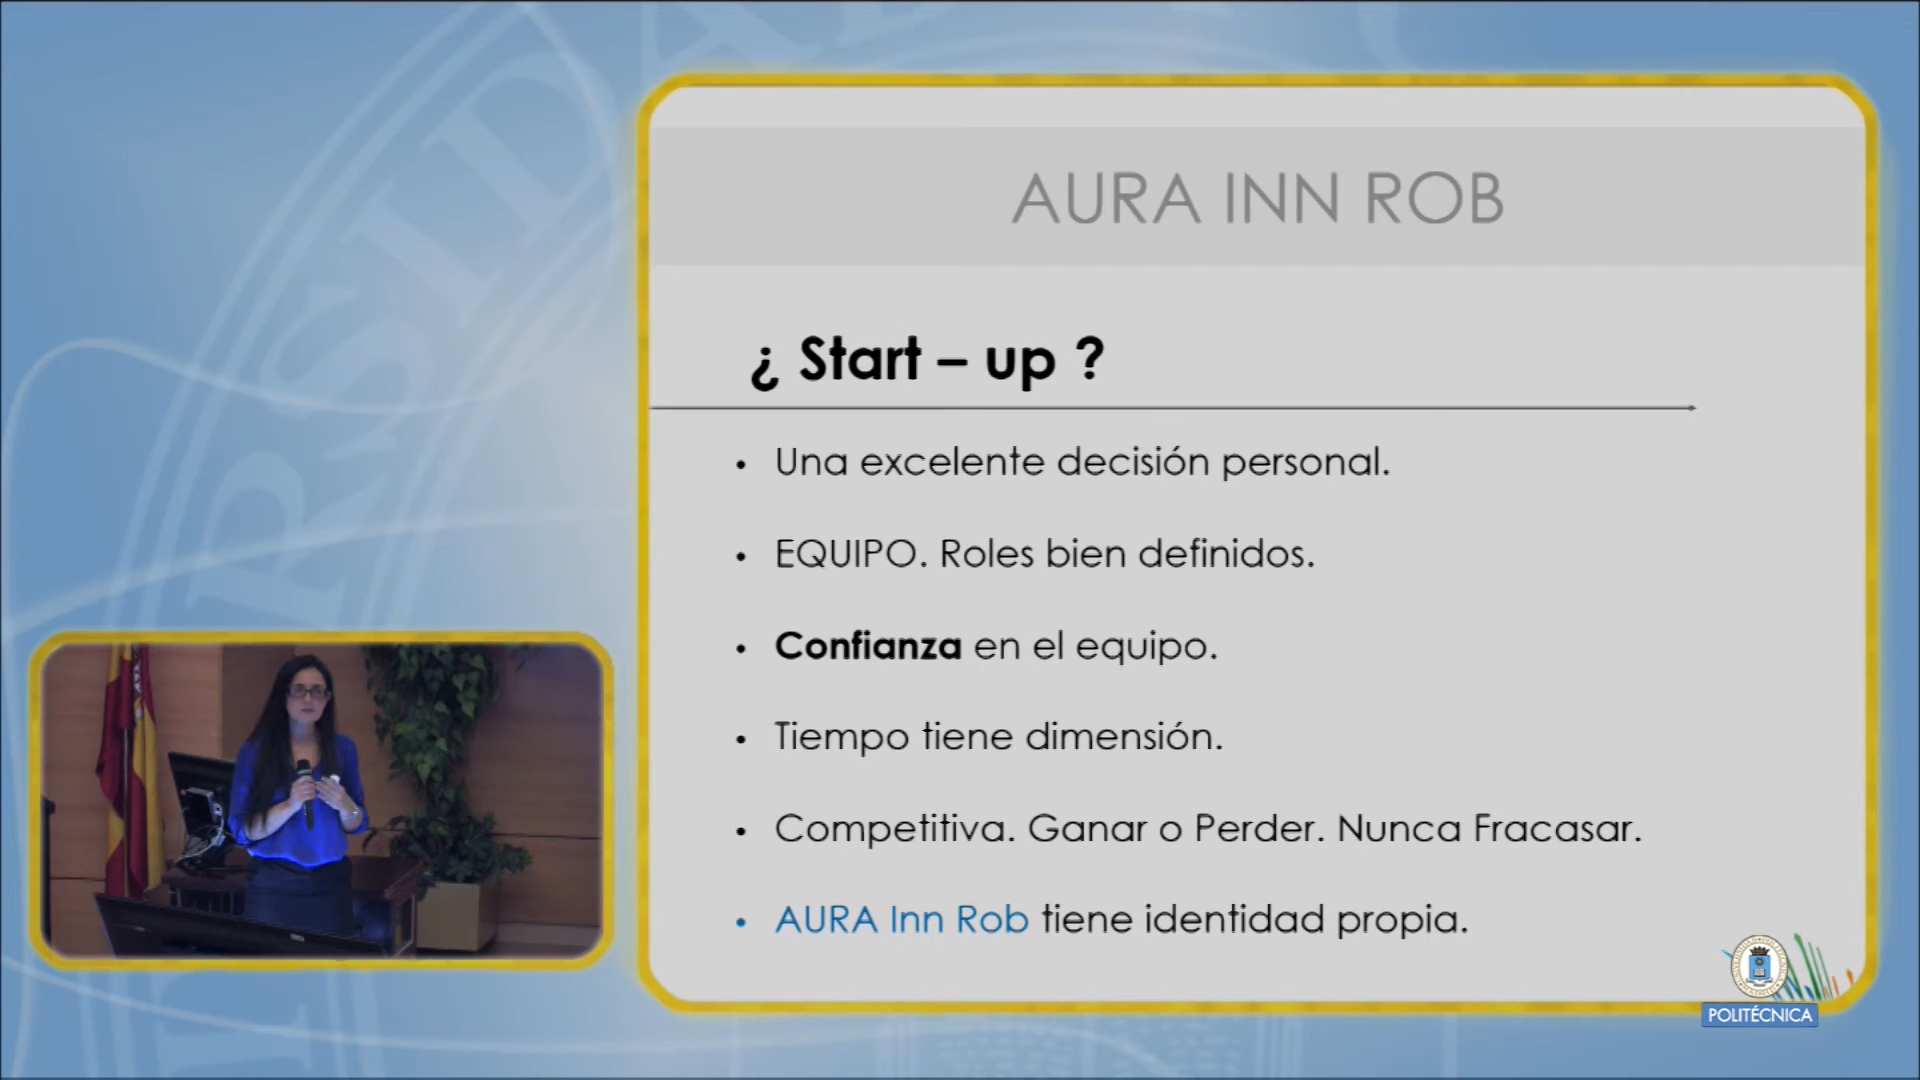 AURA INN ROB
¿ Start – up ?
• Una excelente decisión personal.
• EQUIPO. Roles bien definidos.
• Confianza en el equipo.
• Tiempo tiene dimensión.
• Competitiva. Ganar o Perder. Nunca Fracasar.
• AURA Inn Rob tiene identidad propia.
POLITÉCNICA